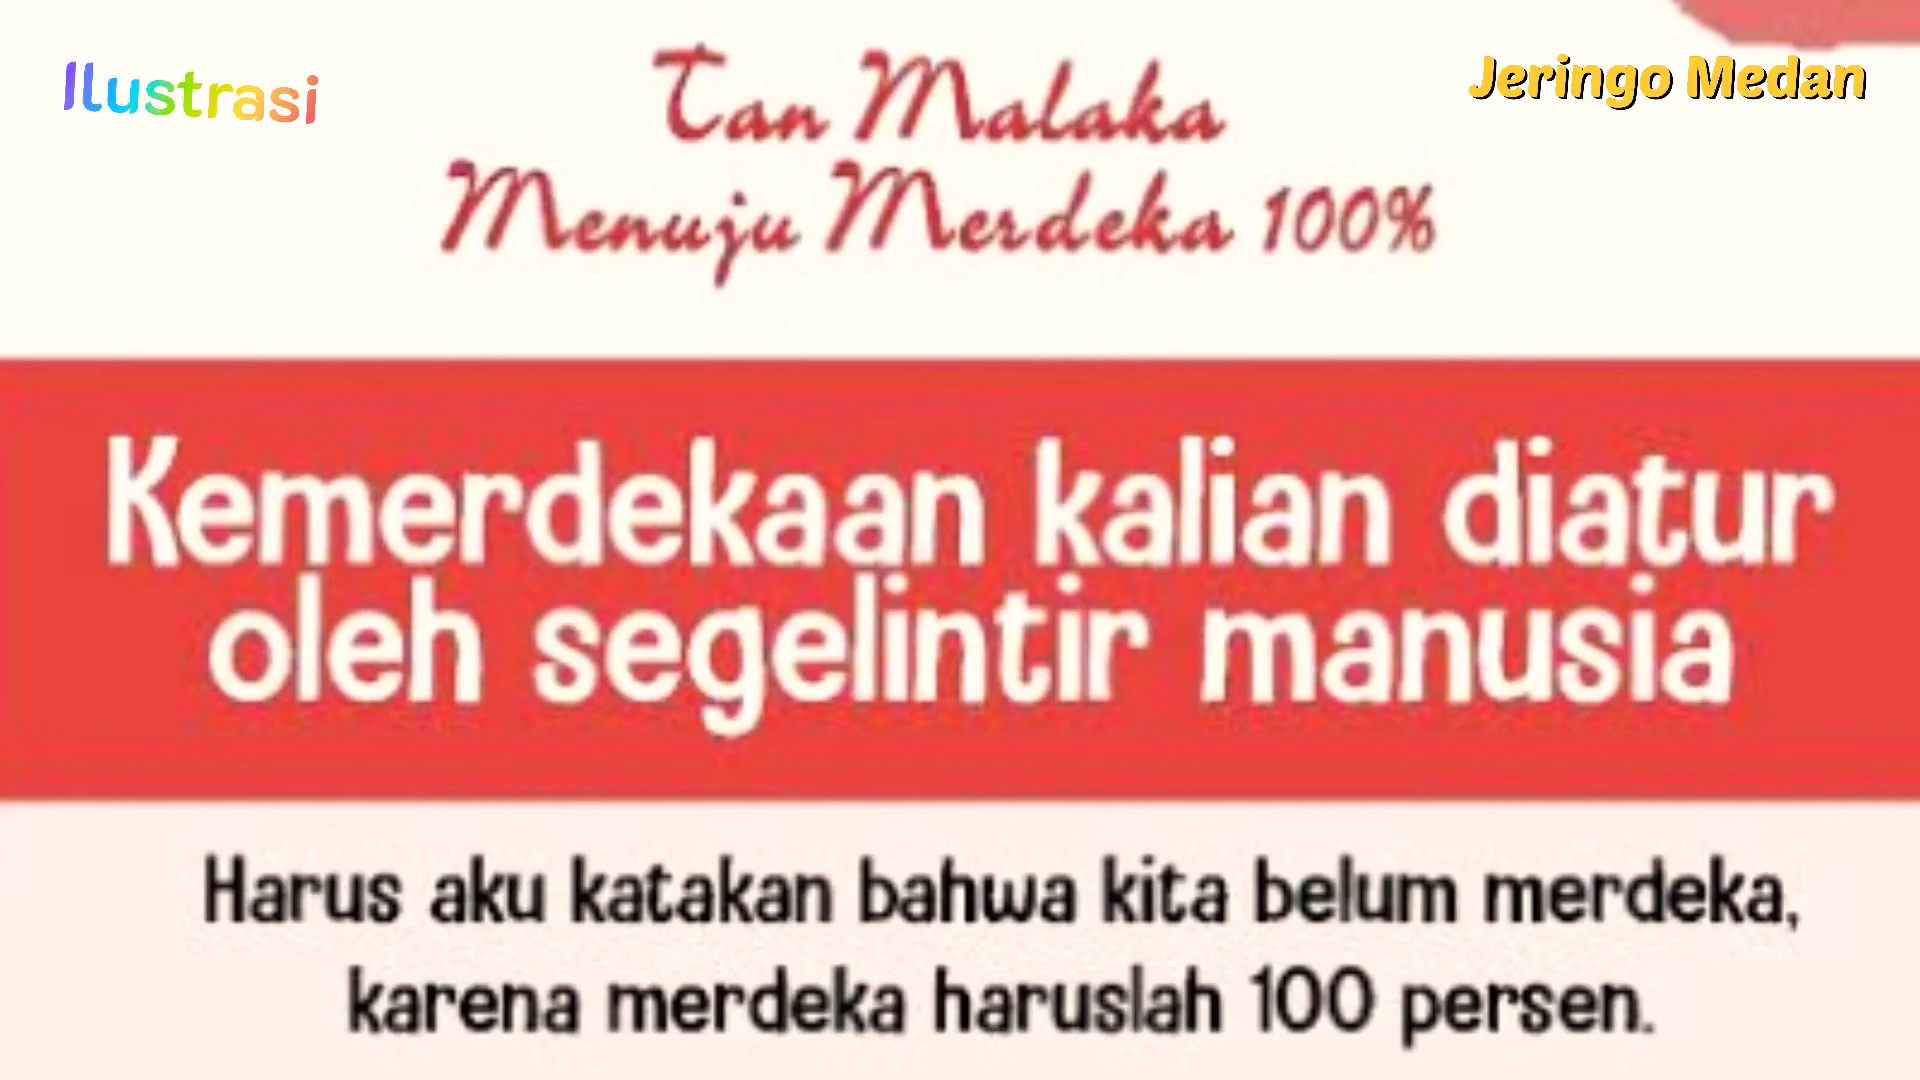 Ilustrasi
Jeringo Medan
Tan Malaka
Menuju Merdeka 100%
Kemerdekaan kalian diatur
oleh segelintir manusia
Harus aku katakan bahwa kita belum merdeka,
karena merdeka haruslah 100 persen.